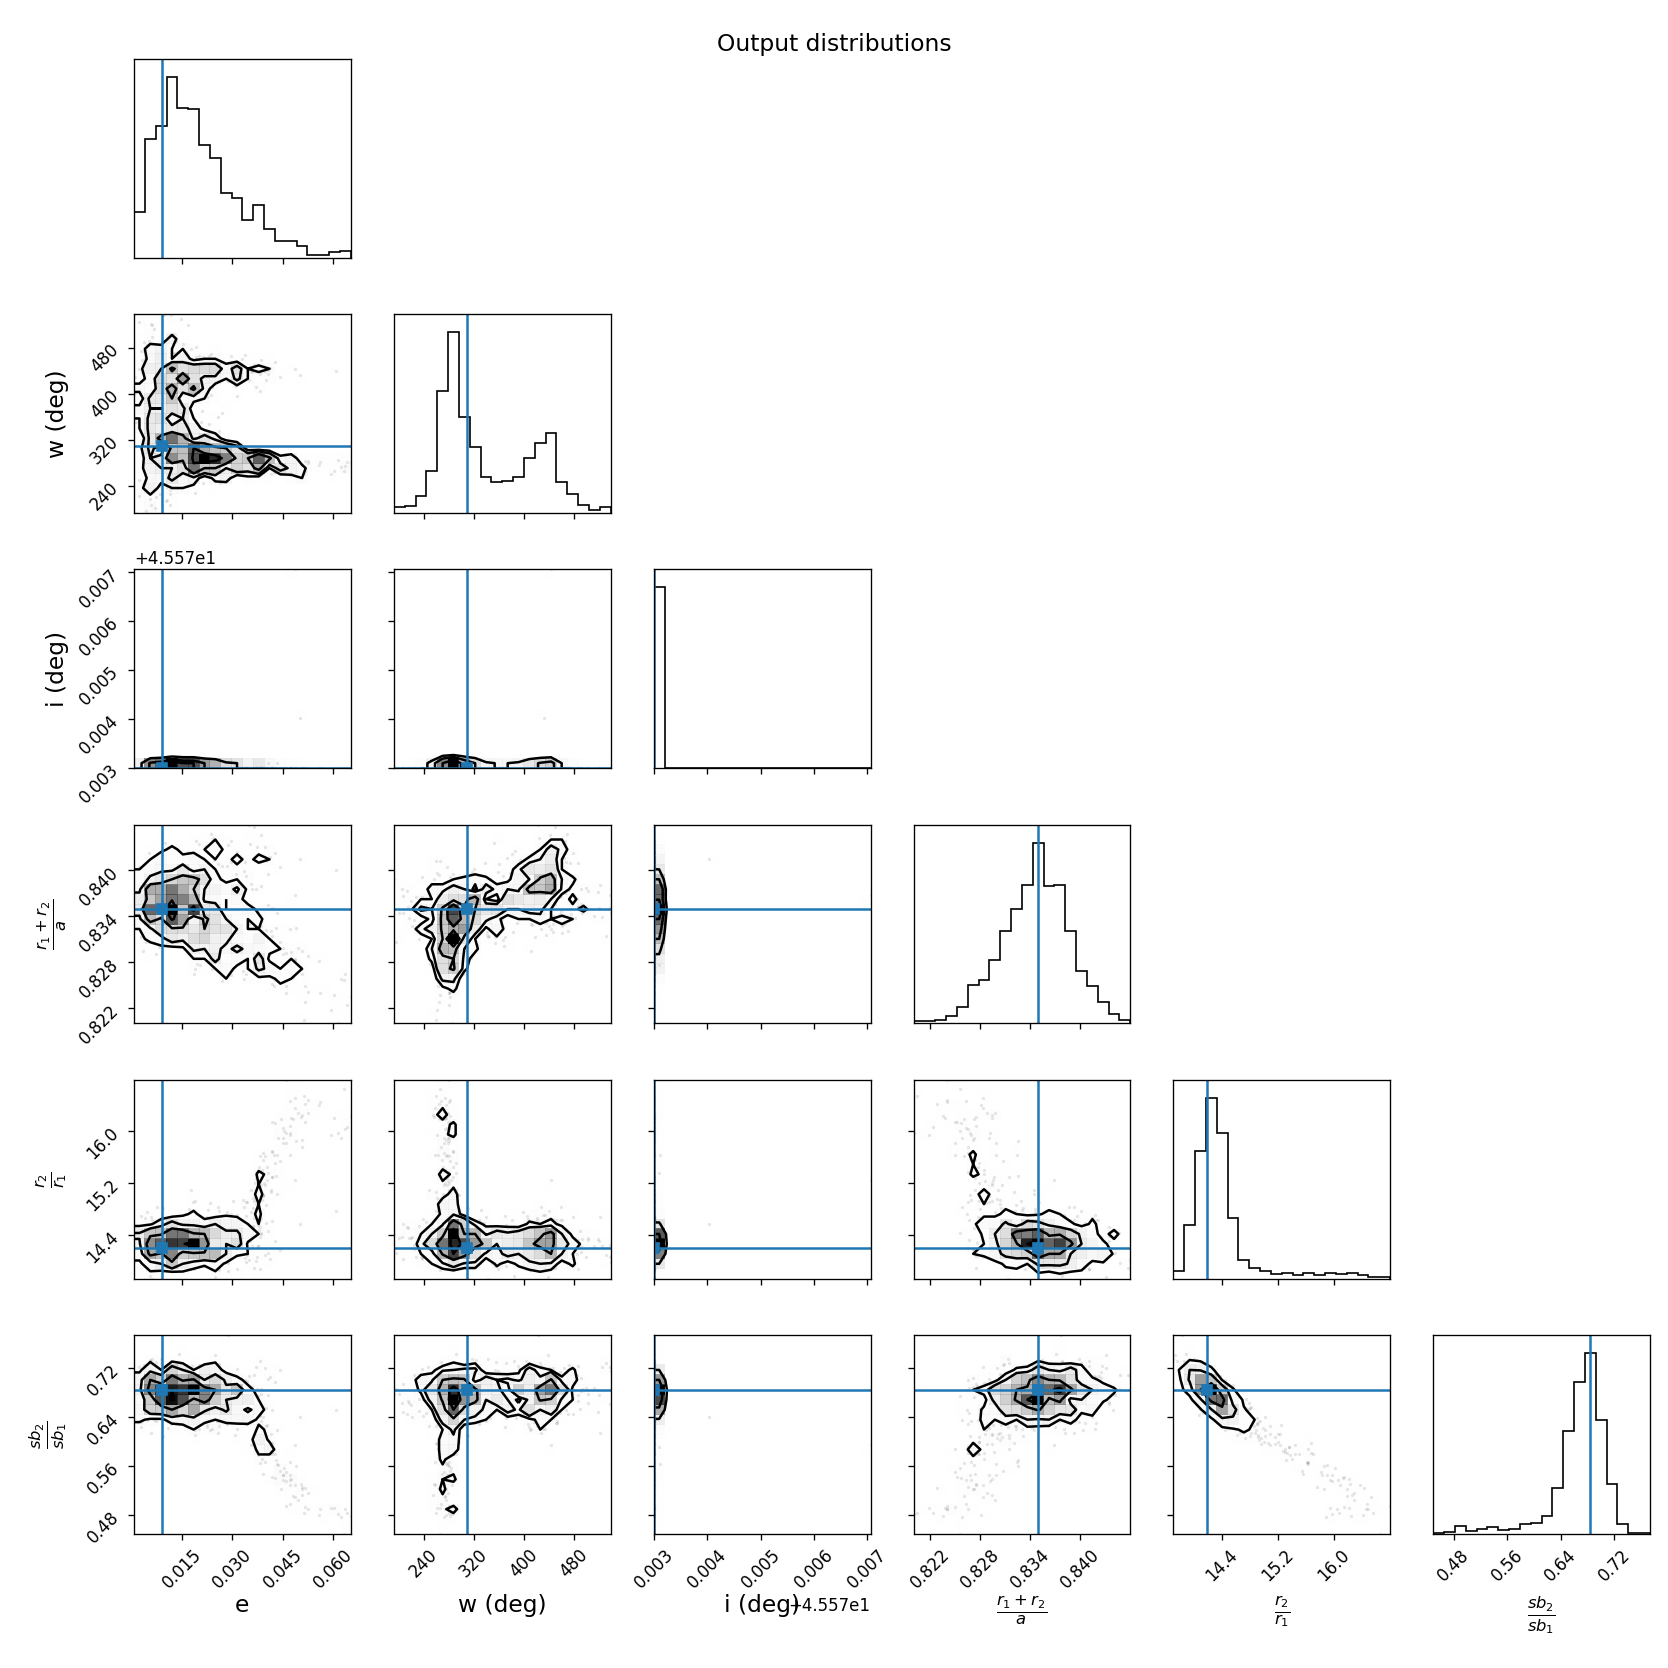 Output distributions
480
400
320
240
w (deg)
+4.557e1
0.007
0.006
0.005
0.004
0.003
i (deg)
0.840
0.834
0.828
0.822
r₁ + r₂
a
16.0
15.2
14.4
r₂
r₁
0.72
0.64
0.56
0.48
sb₂
sb₁
0.015 0.030 0.045 0.060 240 320 400 480 0.003 0.004 0.005 0.006 0.007 0.822 0.828 0.834 0.840 14.4 15.2 16.0 0.48 0.56 0.64 0.72
e w (deg) i (deg) +4.557e1
r₁ + r₂
a
r₂
r₁
sb₂
sb₁